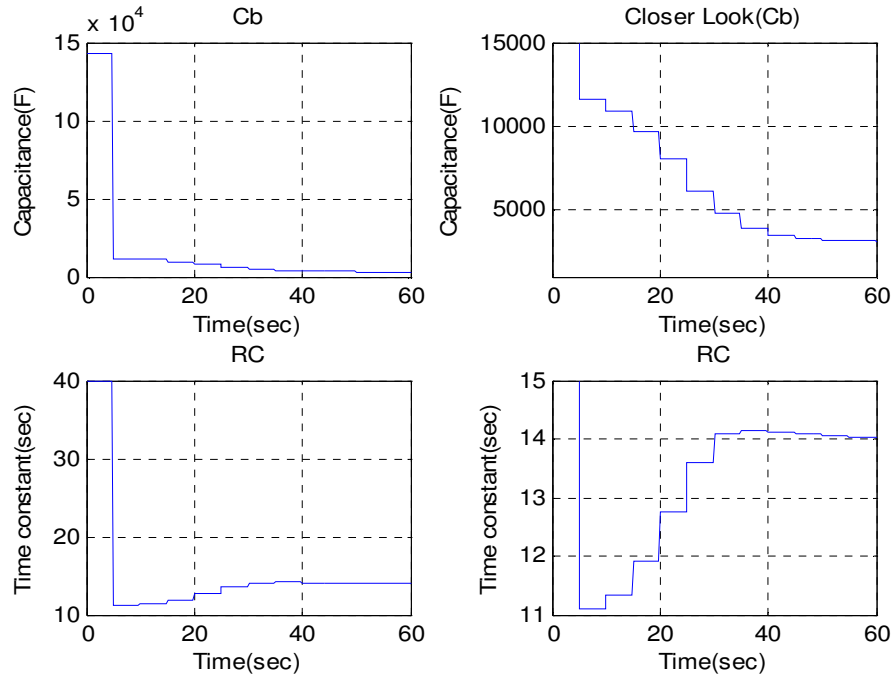 Cb
x 10^4
Capacitance(F)
15
10
5
0
0 20 40 60
Time(sec)
Closer Look(Cb)
Capacitance(F)
15000
10000
5000
0 20 40 60
Time(sec)
RC
Time constant(sec)
40
30
20
10
0 20 40 60
Time(sec)
RC
Time constant(sec)
15
14
13
12
11
0 20 40 60
Time(sec)